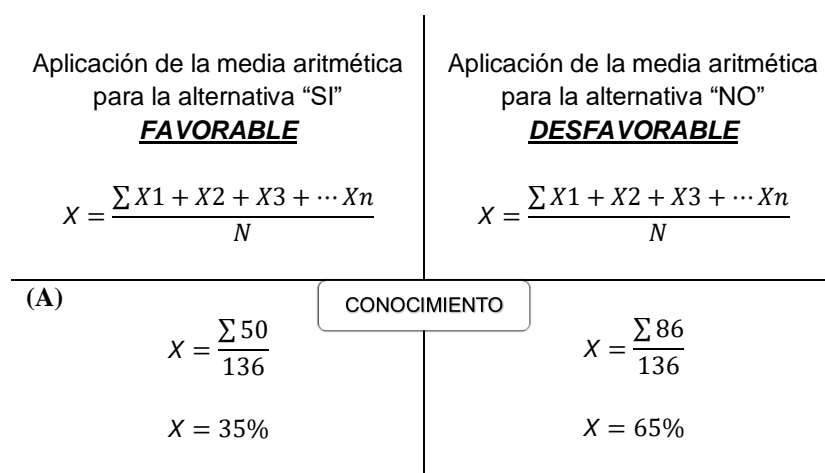 Aplicación de la media aritmética
para la alternativa “SI”
FAVORABLE
X = ∑ X1 + X2 + X3 + ⋯ Xn / N
Aplicación de la media aritmética
para la alternativa “NO”
DESFAVORABLE
X = ∑ X1 + X2 + X3 + ⋯ Xn / N
(A)
CONOCIMIENTO
X = ∑ 50 / 136
X = 35%
X = ∑ 86 / 136
X = 65%